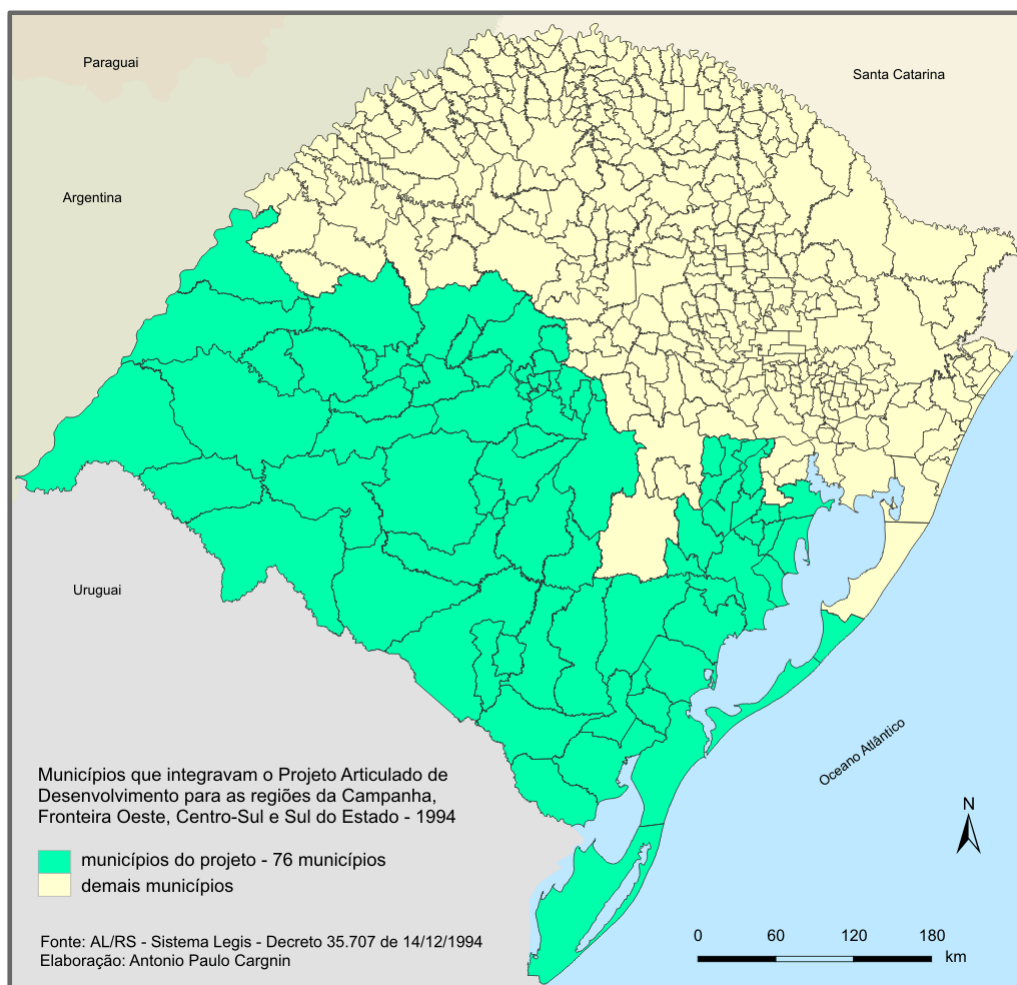 Paraguai
Santa Catarina
Argentina
Uruguai
Oceano Atlântico
Municípios que integravam o Projeto Articulado de
Desenvolvimento para as regiões da Campanha,
Fronteira Oeste, Centro-Sul e Sul do Estado - 1994
municípios do projeto - 76 municípios
demais municípios
Fonte: AL/RS - Sistema Legis - Decreto 35.707 de 14/12/1994
Elaboração: Antonio Paulo Cargnin
N
0 60 120 180
km